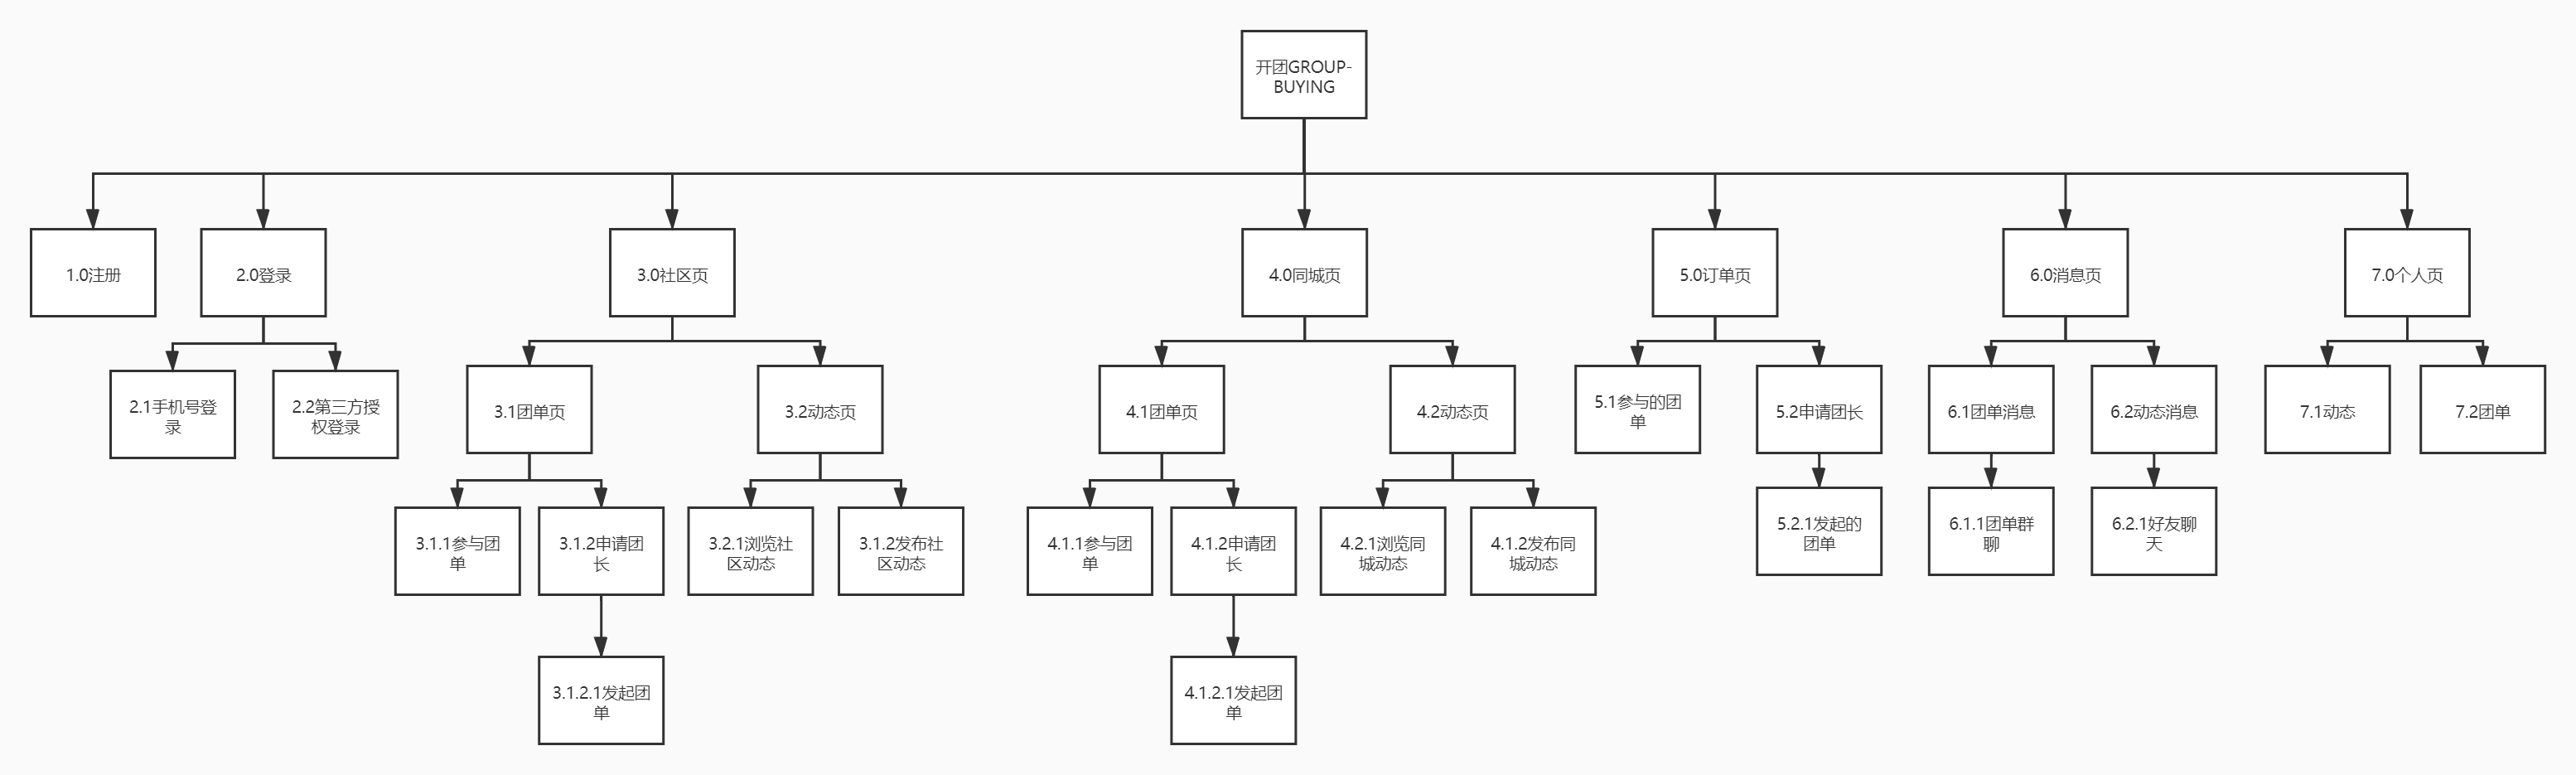 开团GROUP-
BUYING
1.0注册
2.0登录
3.0社区页
4.0同城页
5.0订单页
6.0消息页
7.0个人页
2.1手机号登
录
2.2第三方授
权登录
3.1团单页
3.2动态页
4.1团单页
4.2动态页
5.1参与的团
单
5.2申请团长
6.1团单消息
6.2动态消息
7.1动态
7.2团单
3.1.1参与团
单
3.1.2申请团
长
3.2.1浏览社
区动态
3.1.2发布社
区动态
4.1.1参与团
单
4.1.2申请团
长
4.2.1浏览同
城动态
4.1.2发布同
城动态
5.2.1发起的
团单
6.1.1团单群
聊
6.2.1好友聊
天
3.1.2.1发起团
单
4.1.2.1发起团
单